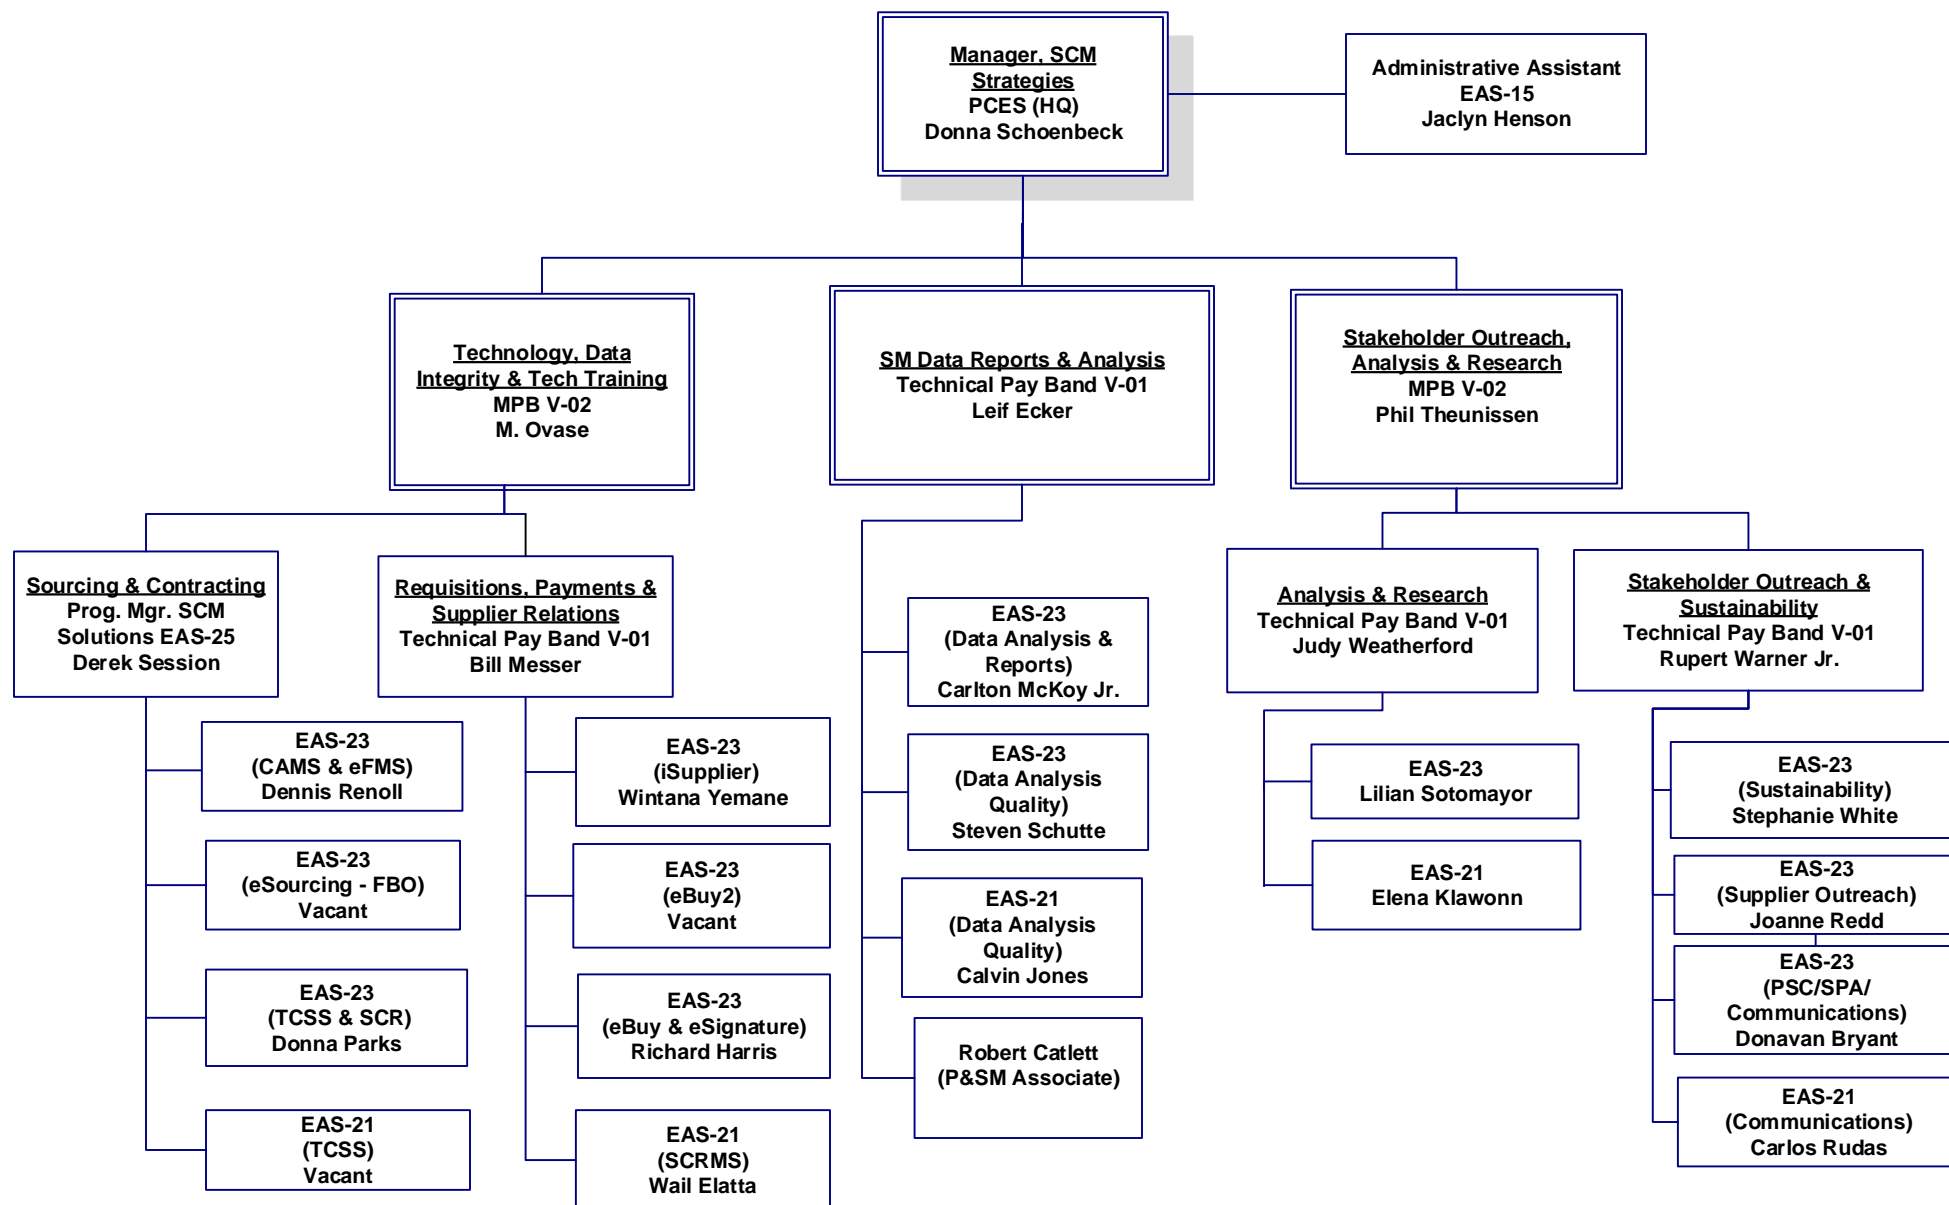 Manager, SCM
Strategies
PCES (HQ)
Donna Schoenbeck
Administrative Assistant
EAS-15
Jaclyn Henson
Technology, Data
Integrity & Tech Training
MPB V-02
M. Ovase
SM Data Reports & Analysis
Technical Pay Band V-01
Leif Ecker
Stakeholder Outreach,
Analysis & Research
MPB V-02
Phil Theunissen
Sourcing & Contracting
Prog. Mgr. SCM
Solutions EAS-25
Derek Session
Requisitions, Payments &
Supplier Relations
Technical Pay Band V-01
Bill Messer
Analysis & Research
Technical Pay Band V-01
Judy Weatherford
Stakeholder Outreach &
Sustainability
Technical Pay Band V-01
Rupert Warner Jr.
EAS-23
(CAMS & eFMS)
Dennis Renoll
EAS-23
(eSourcing - FBO)
Vacant
EAS-23
(TCSS & SCR)
Donna Parks
EAS-21
(TCSS)
Vacant
EAS-23
(iSupplier)
Wintana Yemane
EAS-23
(eBuy2)
Vacant
EAS-23
(eBuy & eSignature)
Richard Harris
EAS-21
(SCRMS)
Wail Elatta
EAS-23
(Data Analysis &
Reports)
Carlton McKoy Jr.
EAS-23
(Data Analysis
Quality)
Steven Schutte
EAS-21
(Data Analysis
Quality)
Calvin Jones
Robert Catlett
(P&SM Associate)
EAS-23
Lilian Sotomayor
EAS-21
Elena Klawonn
EAS-23
(Sustainability)
Stephanie White
EAS-23
(Supplier Outreach)
Joanne Redd
EAS-23
(PSC/SPA/
Communications)
Donavan Bryant
EAS-21
(Communications)
Carlos Rudas